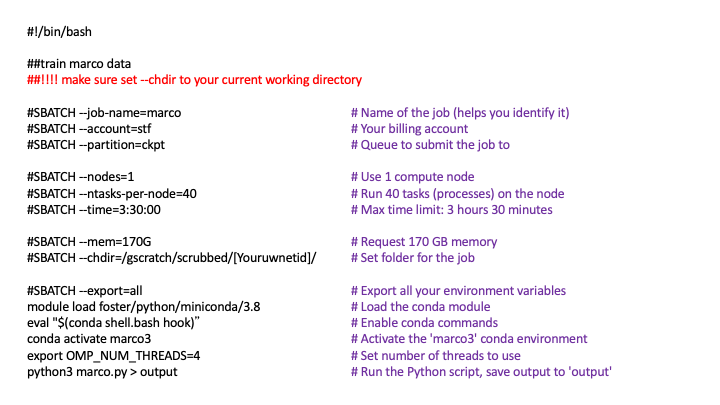 #!/bin/bash
##train marco data
##!!!! make sure set --chdir to your current working directory
#SBATCH --job-name=marco # Name of the job (helps you identify it)
#SBATCH --account=stf # Your billing account
#SBATCH --partition=ckpt # Queue to submit the job to
#SBATCH --nodes=1 # Use 1 compute node
#SBATCH --ntasks-per-node=40 # Run 40 tasks (processes) on the node
#SBATCH --time=3:30:00 # Max time limit: 3 hours 30 minutes
#SBATCH --mem=170G # Request 170 GB memory
#SBATCH --chdir=/gscratch/scrubbed/[Youruwnetid]/ # Set folder for the job
#SBATCH --export=all # Export all your environment variables
module load foster/python/miniconda/3.8 # Load the conda module
eval "$(conda shell.bash hook)” # Enable conda commands
conda activate marco3 # Activate the 'marco3' conda environment
export OMP_NUM_THREADS=4 # Set number of threads to use
python3 marco.py > output # Run the Python script, save output to 'output'